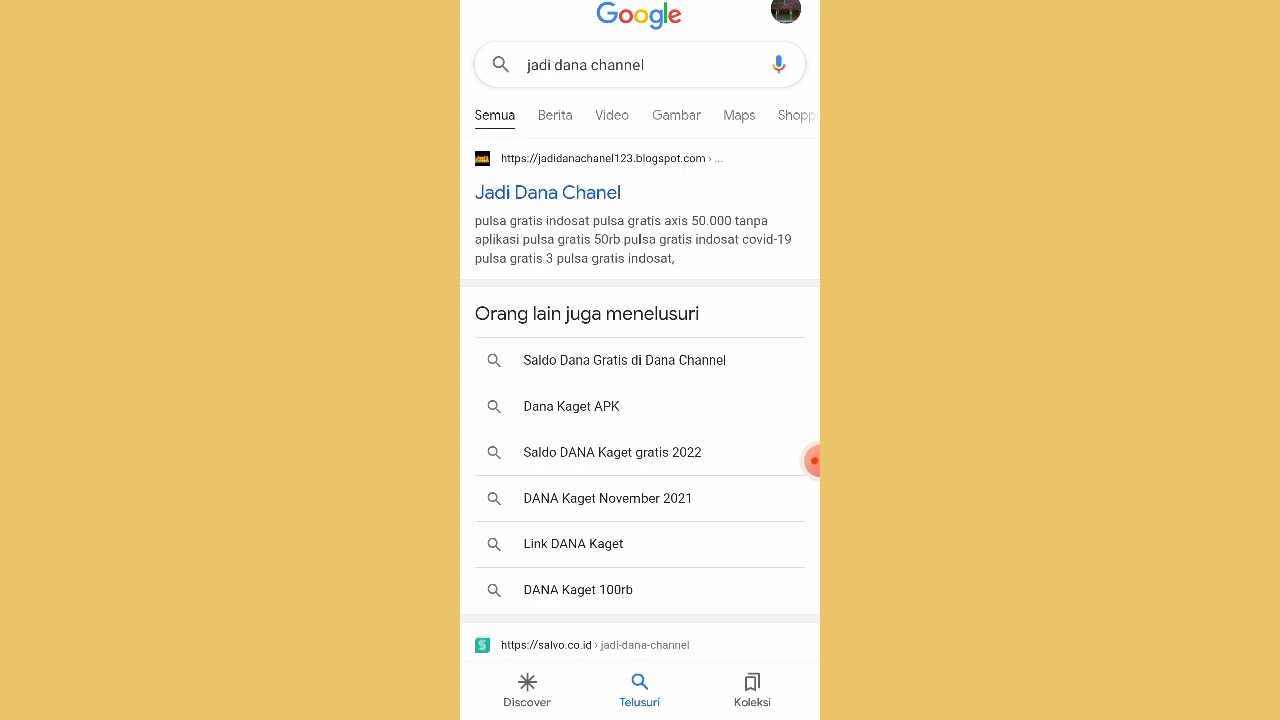 Google
jadi dana channel
Semua Berita Video Gambar Maps Shopp
https://jadidanachanel123.blogspot.com › ...
Jadi Dana Chanel
pulsa gratis indosat pulsa gratis axis 50.000 tanpa
aplikasi pulsa gratis 50rb pulsa gratis indosat covid-19
pulsa gratis 3 pulsa gratis indosat,
Orang lain juga menelusuri
Saldo Dana Gratis di Dana Channel
Dana Kaget APK
Saldo DANA Kaget gratis 2022
DANA Kaget November 2021
Link DANA Kaget
DANA Kaget 100rb
https://salvo.co.id › jadi-dana-channel
Discover Telusuri Koleksi